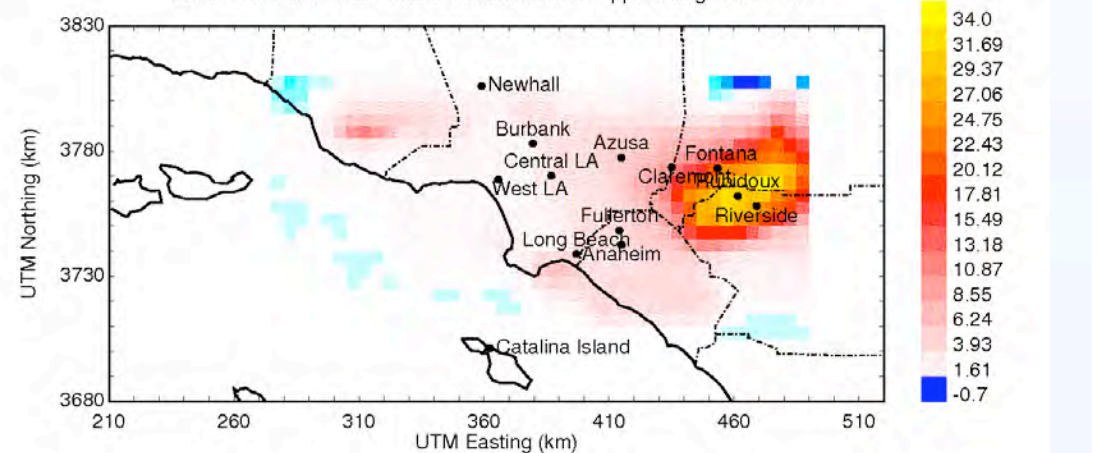 3830
3780
3730
3680
UTM Northing (km)
Newhall
Burbank
Azusa
Central LA
Fontana
West LA
Claremont
Rubidoux
Fullerton
Riverside
Long Beach
Anaheim
Catalina Island
210
260
310
360
410
460
510
UTM Easting (km)
34.0
31.69
29.37
27.06
24.75
22.43
20.12
17.81
15.49
13.18
10.87
8.55
6.24
3.93
1.61
-0.7